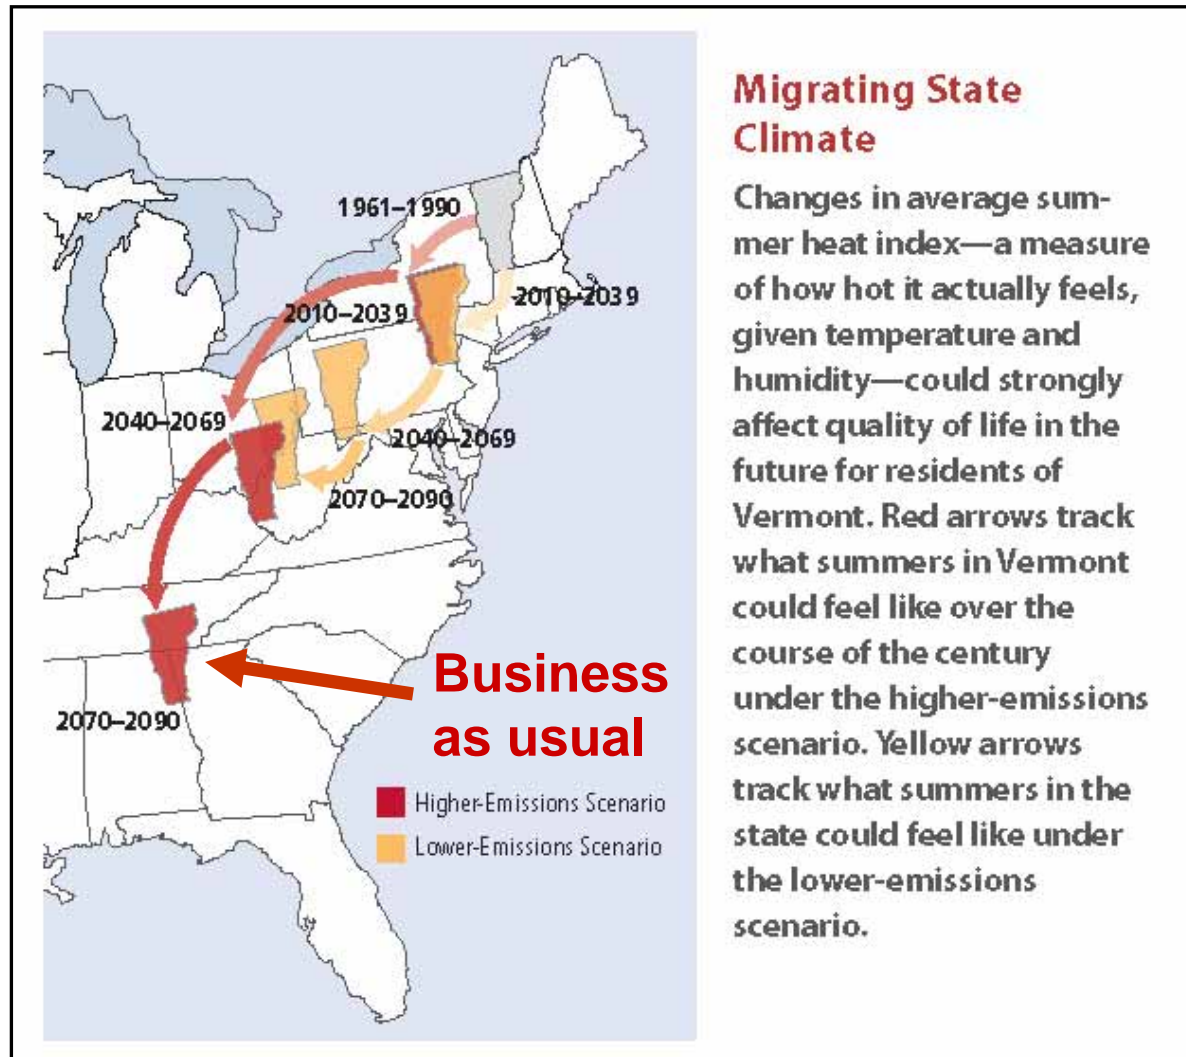 1961–1990
2010–2039
2010–2039
2040–2069
2040–2069
2070–2090
2070–2090
Business
as usual
Higher-Emissions Scenario
Lower-Emissions Scenario
Migrating State
Climate
Changes in average sum-
mer heat index—a measure
of how hot it actually feels,
given temperature and
humidity—could strongly
affect quality of life in the
future for residents of
Vermont. Red arrows track
what summers in Vermont
could feel like over the
course of the century
under the higher-emissions
scenario. Yellow arrows
track what summers in the
state could feel like under
the lower-emissions
scenario.